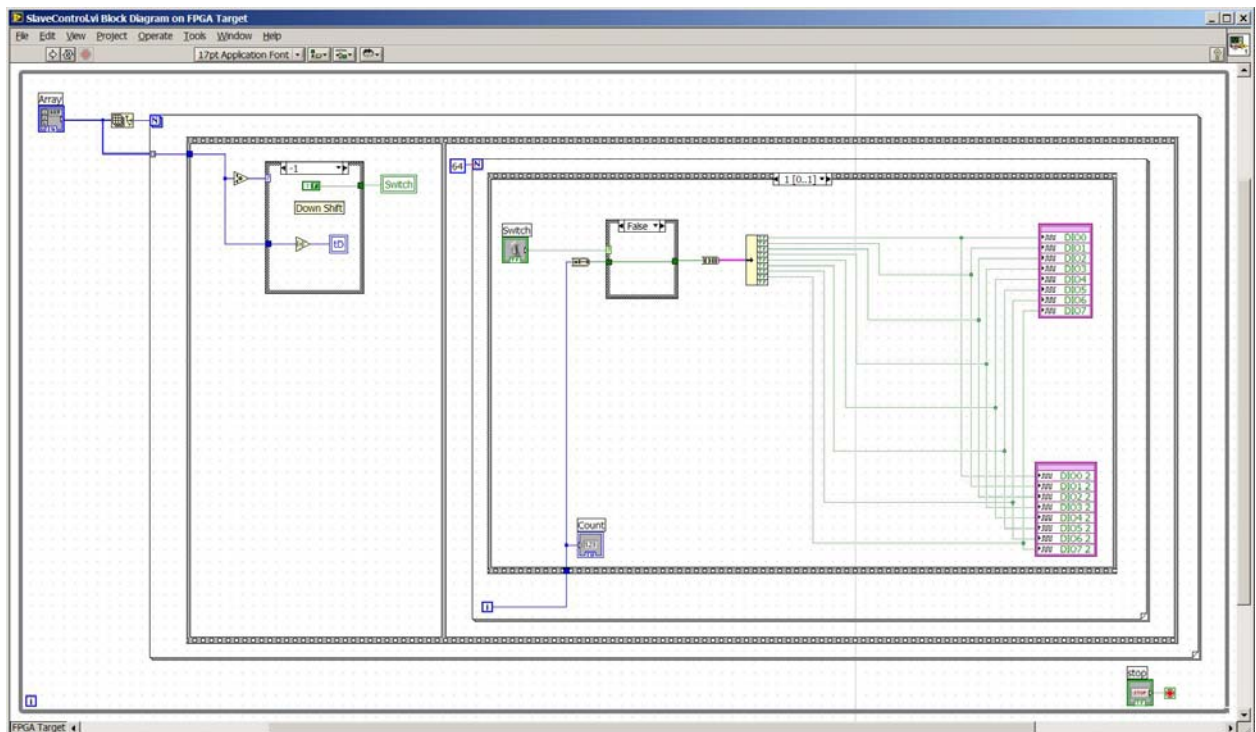 SlaveControl.vi Block Diagram on FPGA Target
File Edit View Project Operate Tools Window Help
17pt Application Font
Array
N
-1
Switch
Down Shift
tD
64 N
1 [0..1]
Switch
False
DIO0
DIO1
DIO2
DIO3
DIO4
DIO5
DIO6
DIO7
DIO0 2
DIO1 2
DIO2 2
DIO3 2
DIO4 2
DIO5 2
DIO6 2
DIO7 2
Count
i
stop
STOP
i
FPGA Target